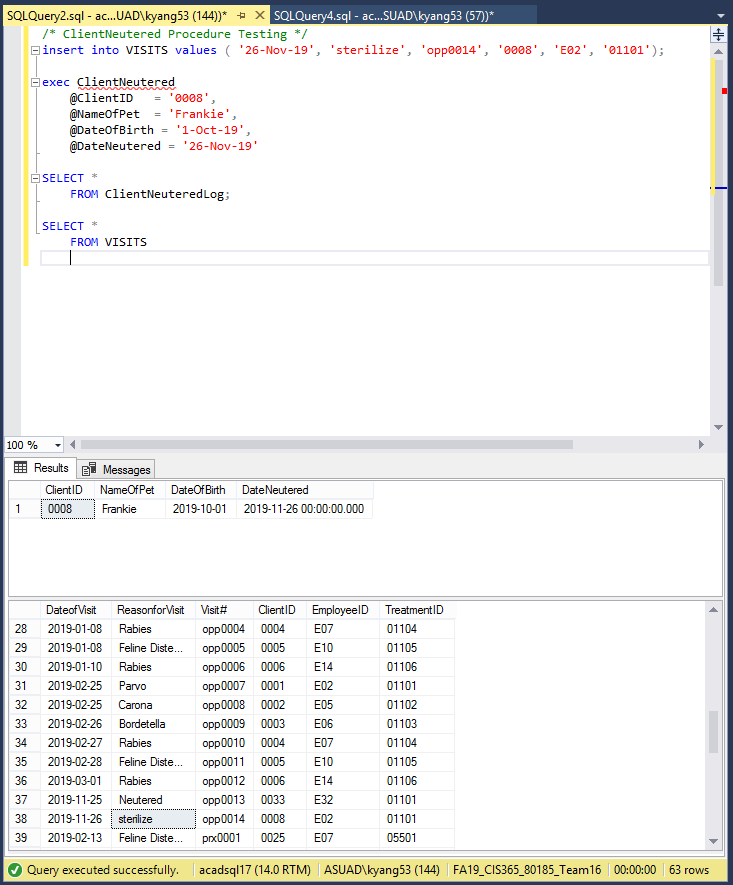 SQLQuery2.sql - ac...UAD\kyang53 (144))* SQLQuery4.sql - ac...SUAD\kyang53 (57))*
/* ClientNeutered Procedure Testing */
insert into VISITS values ( '26-Nov-19', 'sterilize', 'opp0014', '0008', 'E02', '01101');
exec ClientNeutered
@ClientID = '0008',
@NameOfPet = 'Frankie',
@DateOfBirth = '1-Oct-19',
@DateNeutered = '26-Nov-19'
SELECT *
FROM ClientNeuteredLog;
SELECT *
FROM VISITS
100 %
Results Messages
ClientID NameOfPet DateOfBirth DateNeutered
1 0008 Frankie 2019-10-01 2019-11-26 00:00:00.000
DateofVisit ReasonforVisit Visit# ClientID EmployeeID TreatmentID
28 2019-01-08 Rabies opp0004 0004 E07 01104
29 2019-01-08 Feline Diste... opp0005 0005 E10 01105
30 2019-01-10 Rabies opp0006 0006 E14 01106
31 2019-02-25 Parvo opp0007 0001 E02 01101
32 2019-02-25 Carona opp0008 0002 E05 01102
33 2019-02-26 Bordetella opp0009 0003 E06 01103
34 2019-02-27 Rabies opp0010 0004 E07 01104
35 2019-02-28 Feline Diste... opp0011 0005 E10 01105
36 2019-03-01 Rabies opp0012 0006 E14 01106
37 2019-11-25 Neutered opp0013 0033 E32 01101
38 2019-11-26 sterilize opp0014 0008 E02 01101
39 2019-02-13 Feline Diste... prx0001 0025 E07 05501
Query executed successfully. acadsql17 (14.0 RTM) ASUAD\kyang53 (144) FA19_CIS365_80185_Team16 00:00:00 63 rows